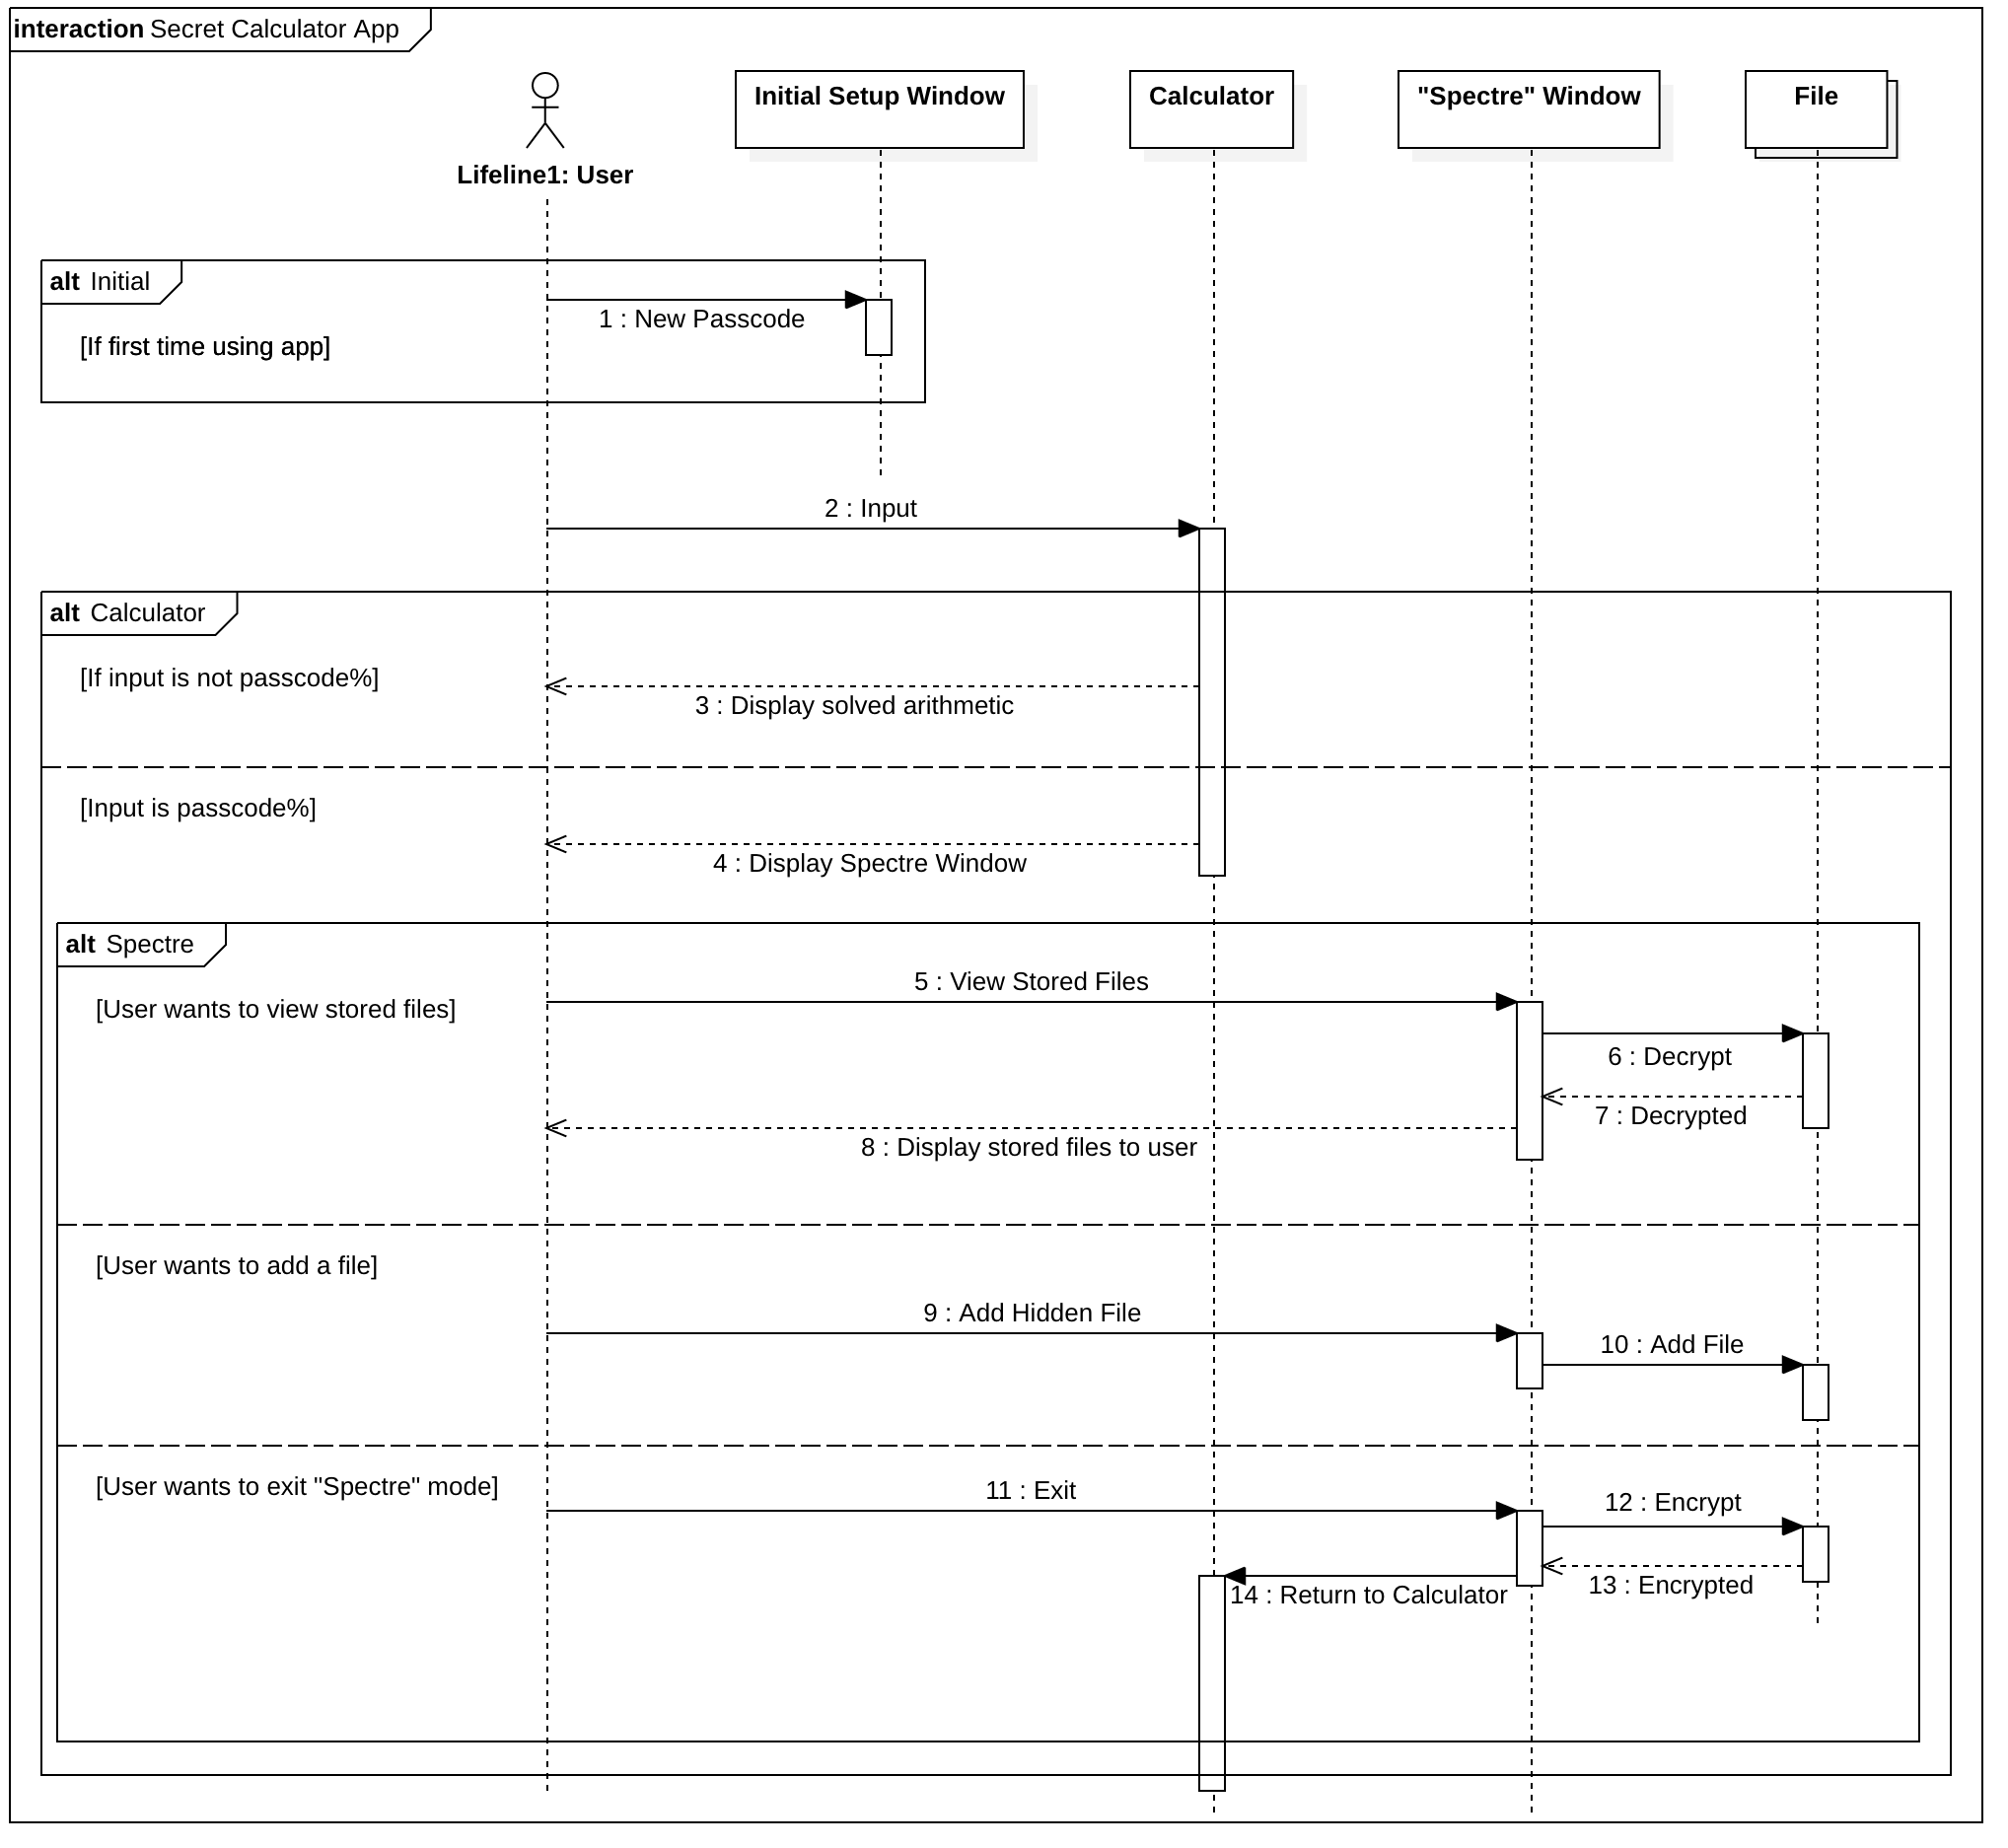 interaction Secret Calculator App
Lifeline1: User
Initial Setup Window
Calculator
"Spectre" Window
File
alt Initial
[If first time using app]
1 : New Passcode
2 : Input
alt Calculator
[If input is not passcode%]
3 : Display solved arithmetic
[Input is passcode%]
4 : Display Spectre Window
alt Spectre
[User wants to view stored files]
5 : View Stored Files
6 : Decrypt
7 : Decrypted
8 : Display stored files to user
[User wants to add a file]
9 : Add Hidden File
10 : Add File
[User wants to exit "Spectre" mode]
11 : Exit
12 : Encrypt
13 : Encrypted
14 : Return to Calculator